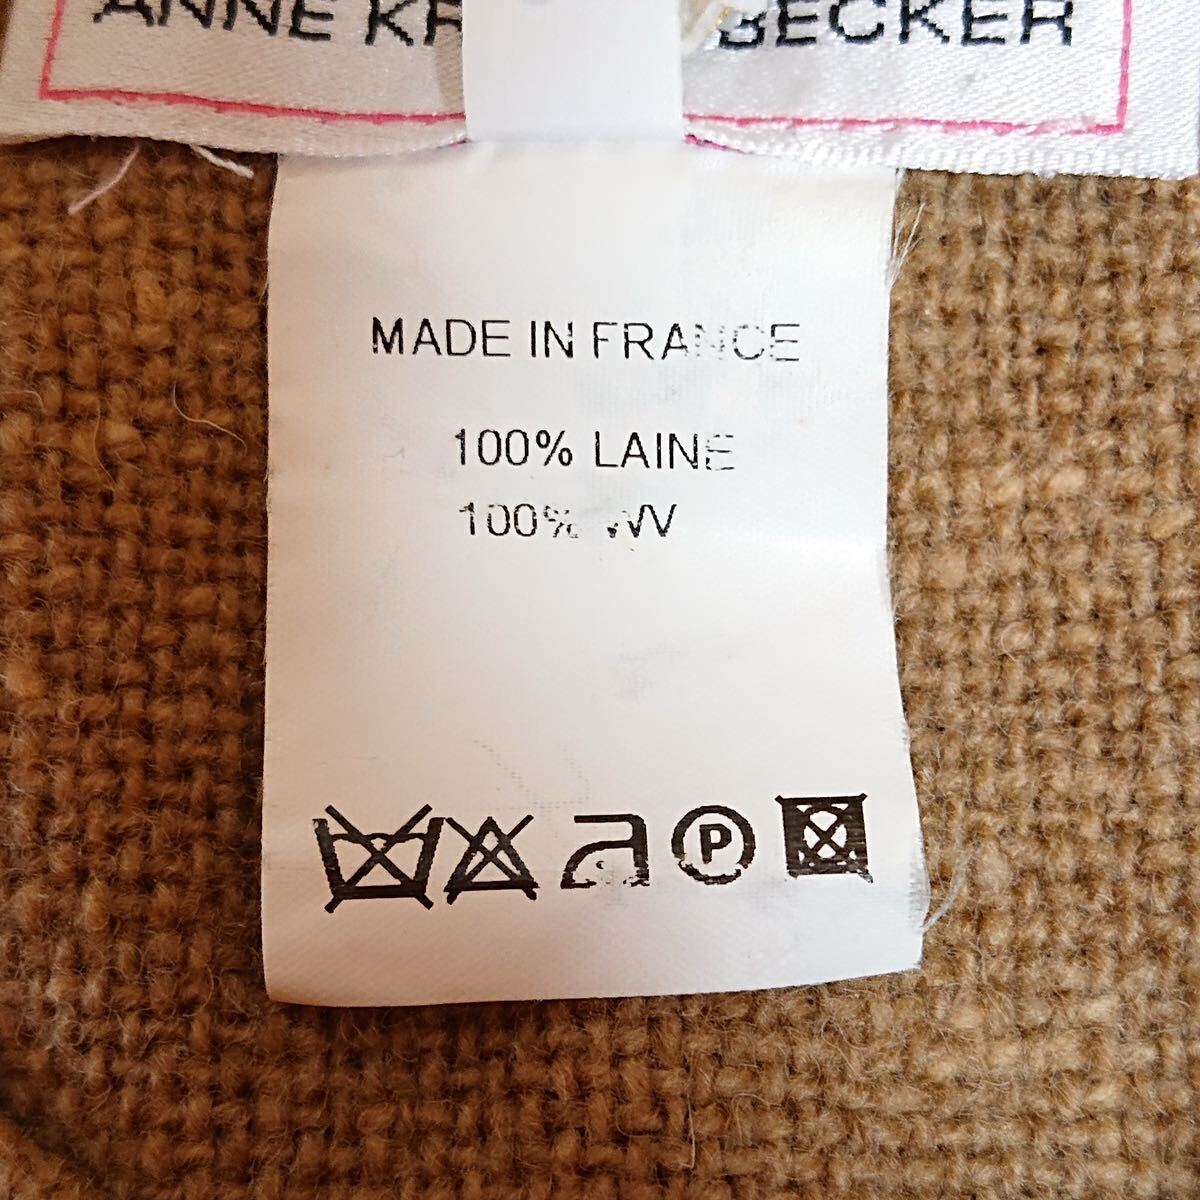 ANNE BECKER
MADE IN FRANCE
100% LAINE
100% WV
P